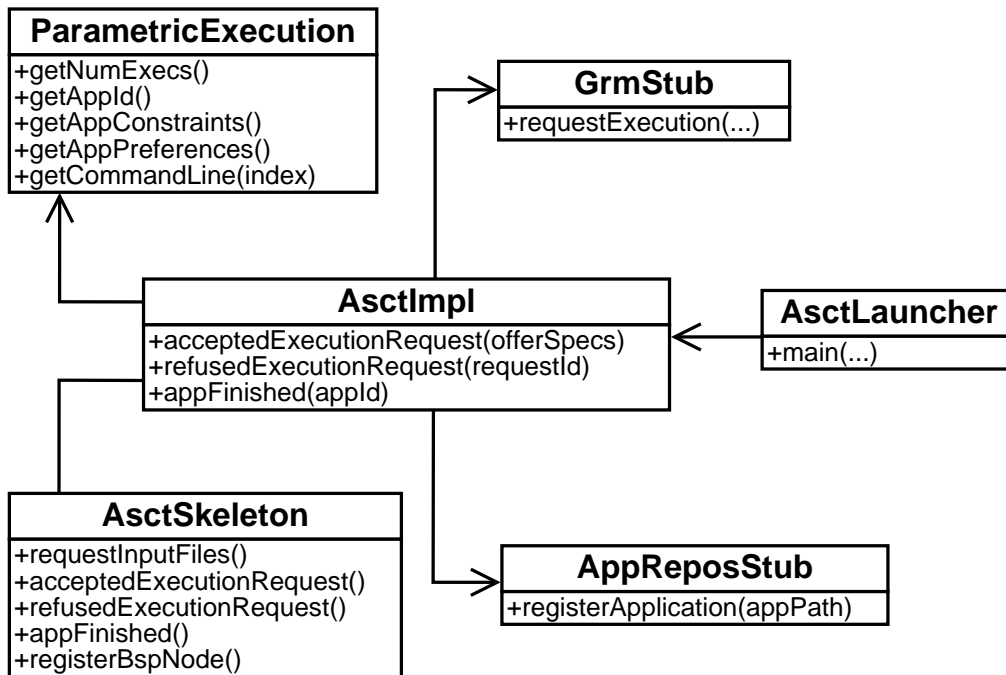 ParametricExecution
+getNumExecs()
+getAppId()
+getAppConstraints()
+getAppPreferences()
+getCommandLine(index)
GrmStub
+requestExecution(...)
AsctImpl
+acceptedExecutionRequest(offerSpecs)
+refusedExecutionRequest(requestId)
+appFinished(appId)
AsctLauncher
+main(...)
AsctSkeleton
+requestInputFiles()
+acceptedExecutionRequest()
+refusedExecutionRequest()
+appFinished()
+registerBspNode()
AppReposStub
+registerApplication(appPath)